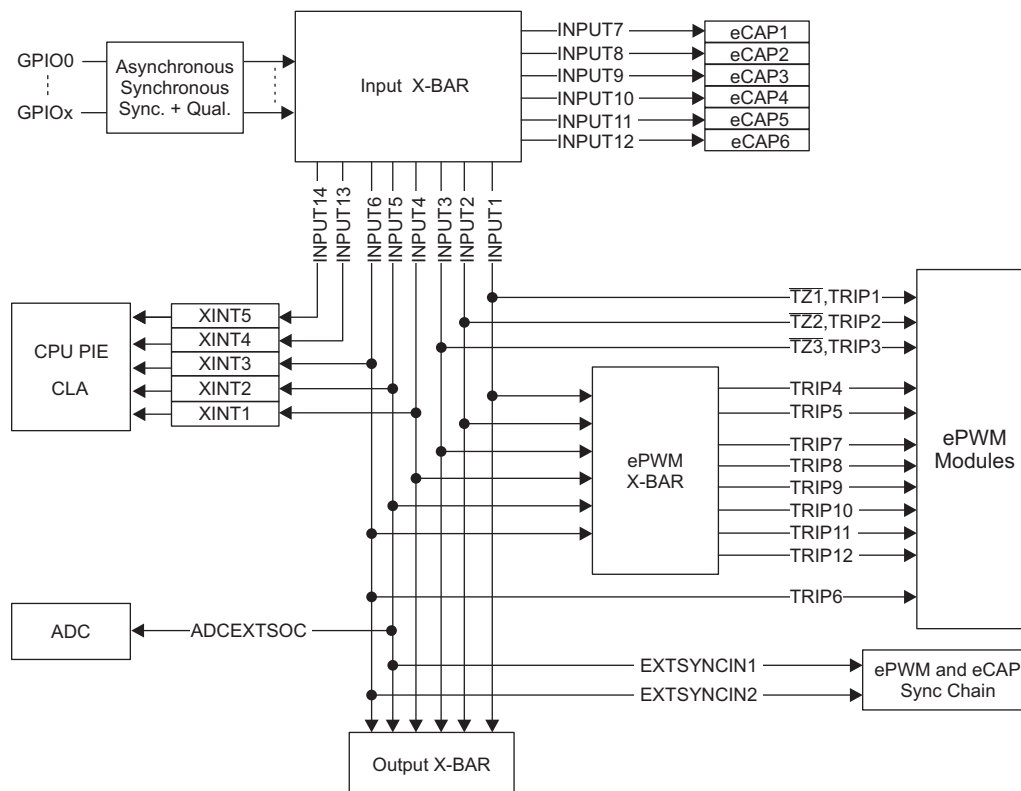 GPIO0
GPIOx
Asynchronous
Synchronous
Sync. + Qual.
Input X-BAR
INPUT7
INPUT8
INPUT9
INPUT10
INPUT11
INPUT12
eCAP1
eCAP2
eCAP3
eCAP4
eCAP5
eCAP6
INPUT14
INPUT13
INPUT6
INPUT5
INPUT4
INPUT3
INPUT2
INPUT1
CPU PIE
CLA
XINT5
XINT4
XINT3
XINT2
XINT1
TZ1,TRIP1
TZ2,TRIP2
TZ3,TRIP3
ePWM
X-BAR
TRIP4
TRIP5
TRIP7
TRIP8
TRIP9
TRIP10
TRIP11
TRIP12
TRIP6
ePWM
Modules
ADC
ADCEXTSOC
EXTSYNCIN1
EXTSYNCIN2
ePWM and eCAP
Sync Chain
Output X-BAR